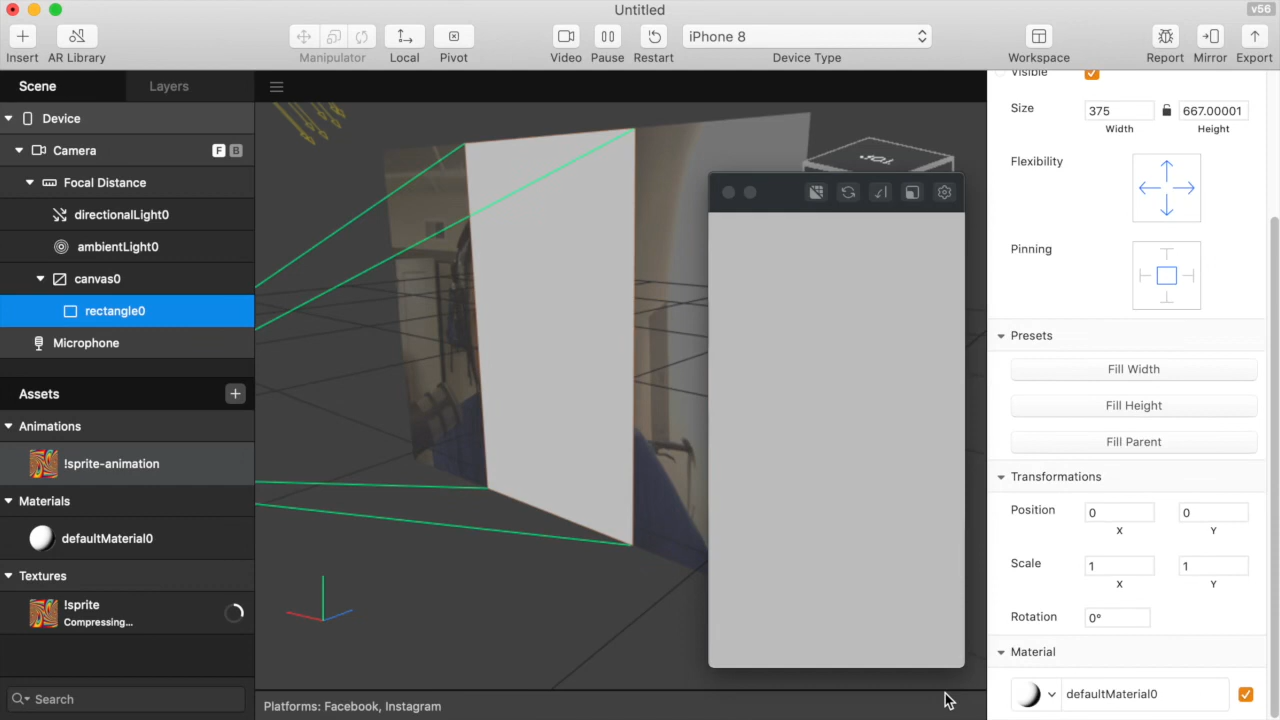 Untitled
v56
Insert
AR Library
Manipulator
Local
Pivot
Video
Pause
Restart
iPhone 8
Device Type
Workspace
Report
Mirror
Export
Scene
Layers
Device
Camera
F
B
Focal Distance
directionalLight0
ambientLight0
canvas0
rectangle0
Microphone
Assets
Animations
!sprite-animation
Materials
defaultMaterial0
Textures
!sprite
Compressing...
Search
Platforms: Facebook, Instagram
Visible
Size
375
667.00001
Width
Height
Flexibility
Pinning
Presets
Fill Width
Fill Height
Fill Parent
Transformations
Position
0
0
X
Y
Scale
1
1
X
Y
Rotation
0°
Material
defaultMaterial0